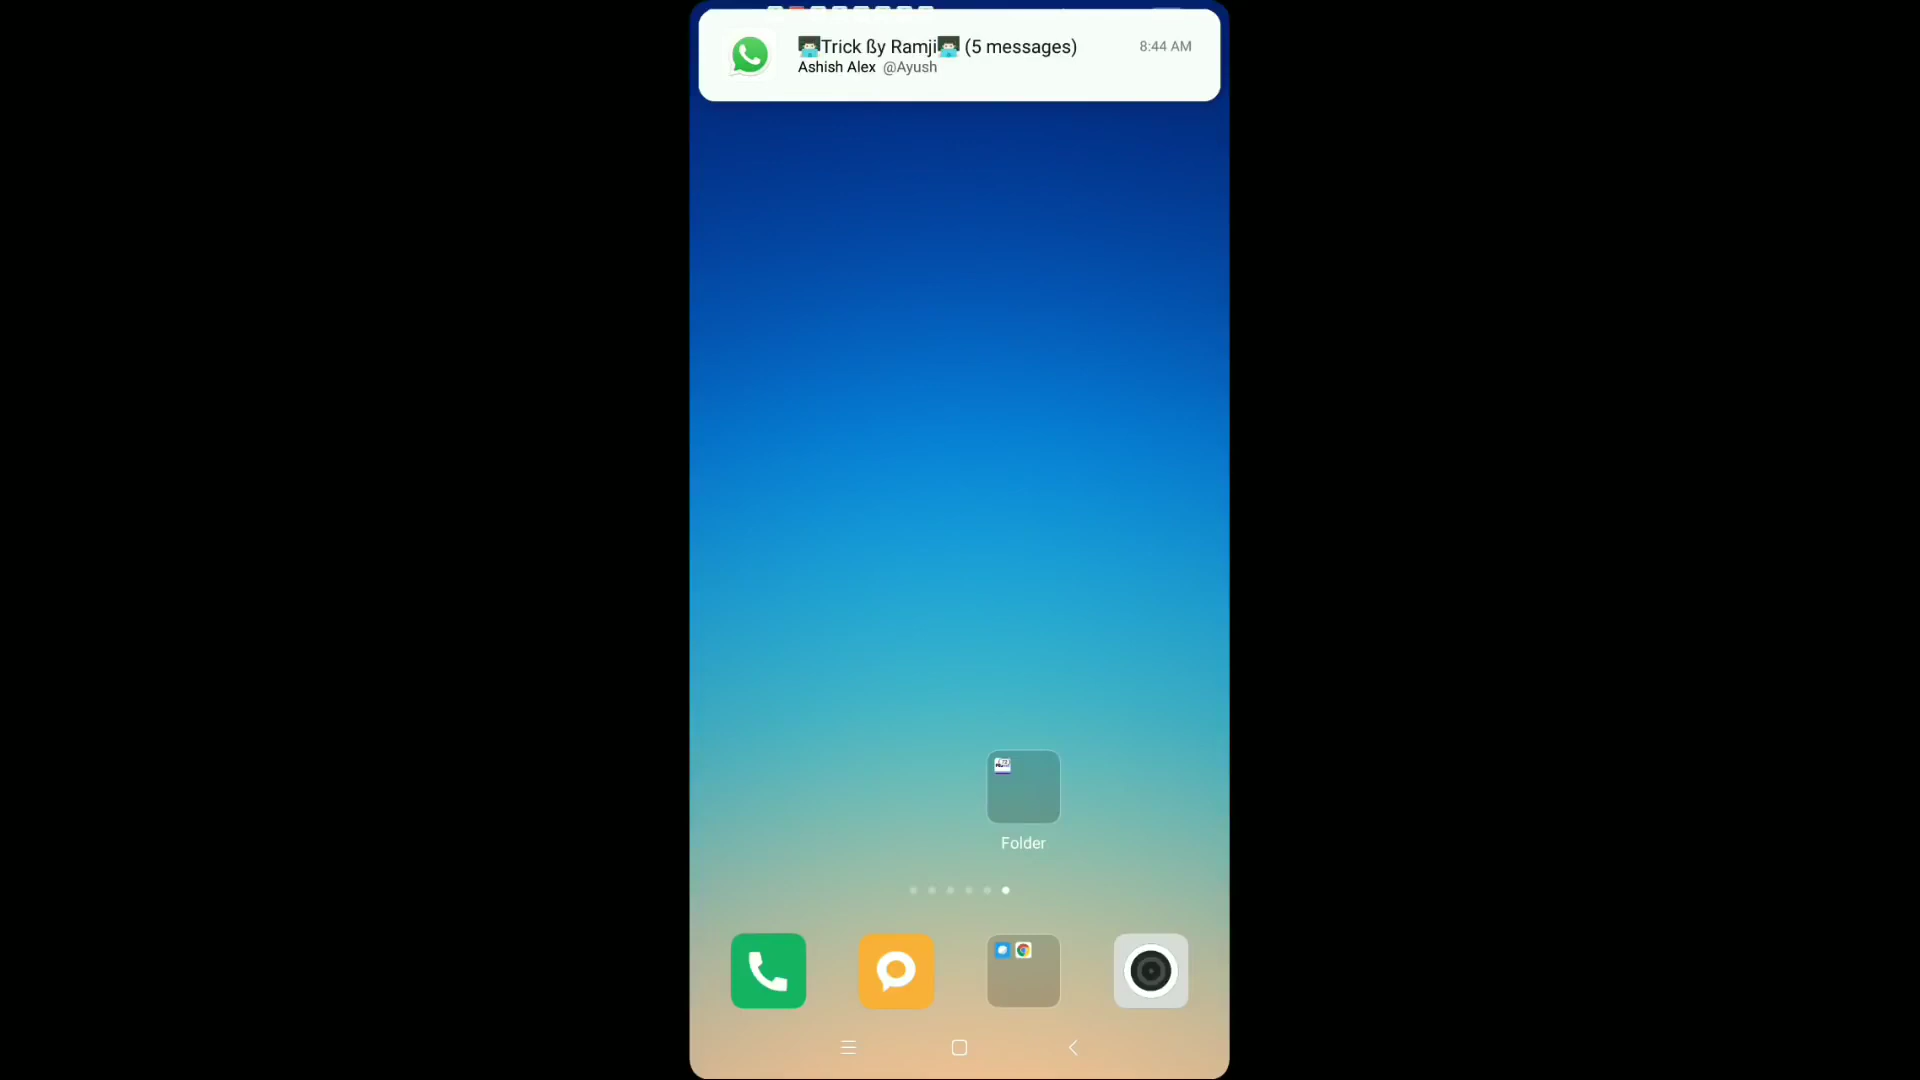 👨🏻‍💻Trick ßy Ramji👨🏻‍💻 (5 messages)
8:44 AM
Ashish Alex @Ayush
Folder